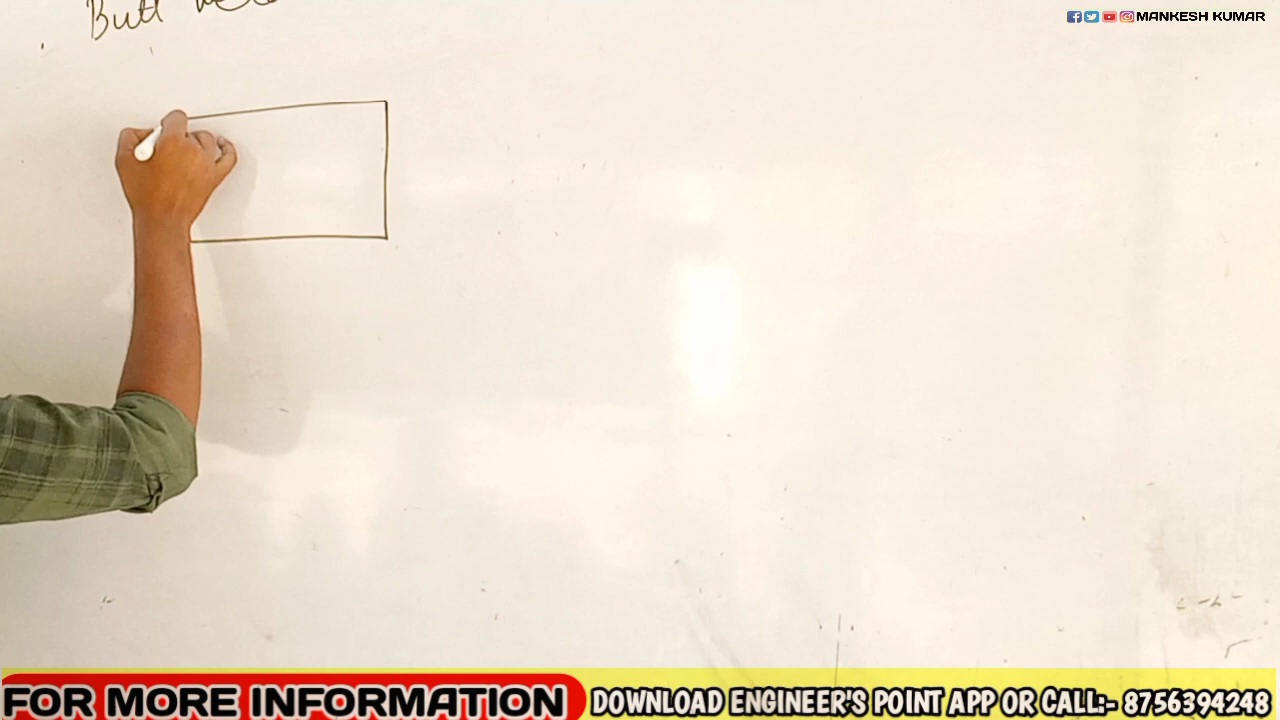 Butt
MANKESH KUMAR
FOR MORE INFORMATION DOWNLOAD ENGINEER'S POINT APP OR CALL:- 8756394248